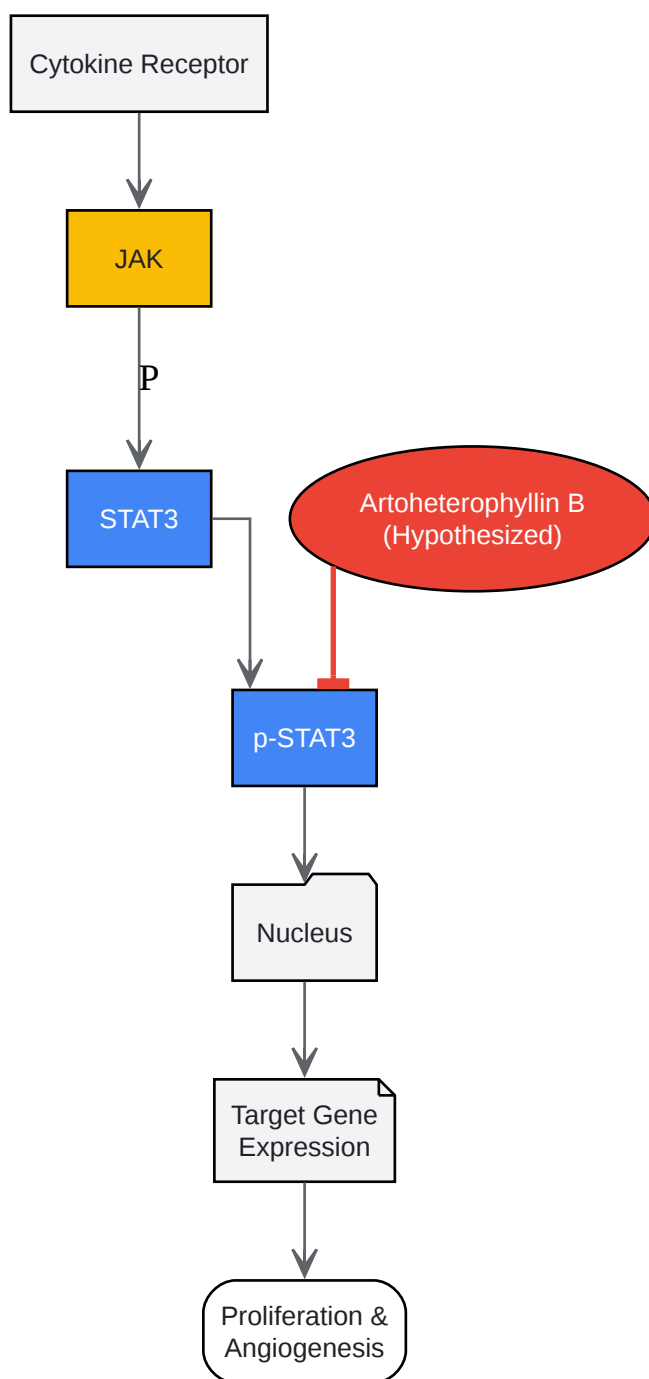 Cytokine Receptor
JAK
P
STAT3
Artoheterophyllin B
(Hypothesized)
p-STAT3
Nucleus
Target Gene
Expression
Proliferation &
Angiogenesis